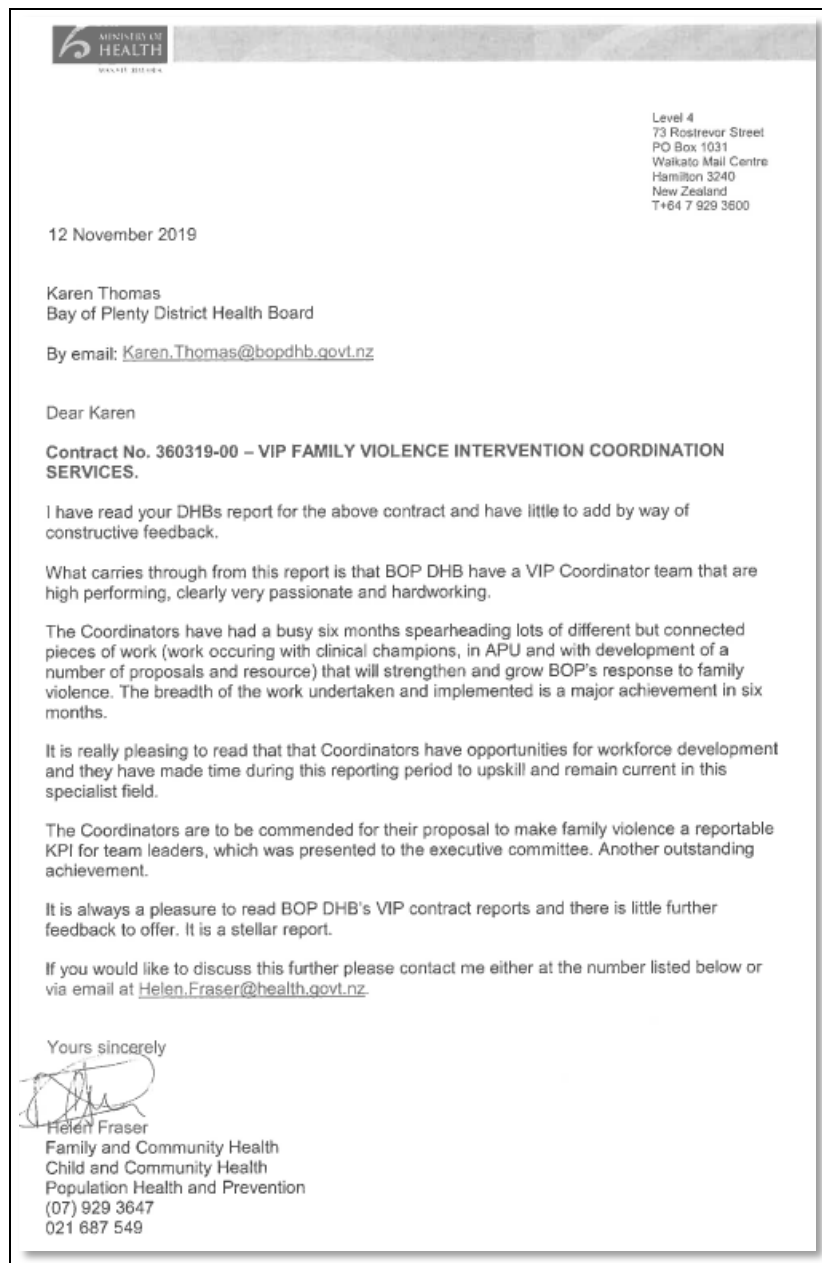 MINISTRY OF
HEALTH
MANATŪ HAUORA
Level 4
73 Rostrevor Street
PO Box 1031
Waikato Mail Centre
Hamilton 3240
New Zealand
T+64 7 929 3600
12 November 2019
Karen Thomas
Bay of Plenty District Health Board
By email: Karen.Thomas@bopdhb.govt.nz
Dear Karen
Contract No. 360319-00 – VIP FAMILY VIOLENCE INTERVENTION COORDINATION
SERVICES.
I have read your DHBs report for the above contract and have little to add by way of
constructive feedback.
What carries through from this report is that BOP DHB have a VIP Coordinator team that are
high performing, clearly very passionate and hardworking.
The Coordinators have had a busy six months spearheading lots of different but connected
pieces of work (work occuring with clinical champions, in APU and with development of a
number of proposals and resource) that will strengthen and grow BOP's response to family
violence. The breadth of the work undertaken and implemented is a major achievement in six
months.
It is really pleasing to read that that Coordinators have opportunities for workforce development
and they have made time during this reporting period to upskill and remain current in this
specialist field.
The Coordinators are to be commended for their proposal to make family violence a reportable
KPI for team leaders, which was presented to the executive committee. Another outstanding
achievement.
It is always a pleasure to read BOP DHB's VIP contract reports and there is little further
feedback to offer. It is a stellar report.
If you would like to discuss this further please contact me either at the number listed below or
via email at Helen.Fraser@health.govt.nz.
Yours sincerely
Helen Fraser
Family and Community Health
Child and Community Health
Population Health and Prevention
(07) 929 3647
021 687 549